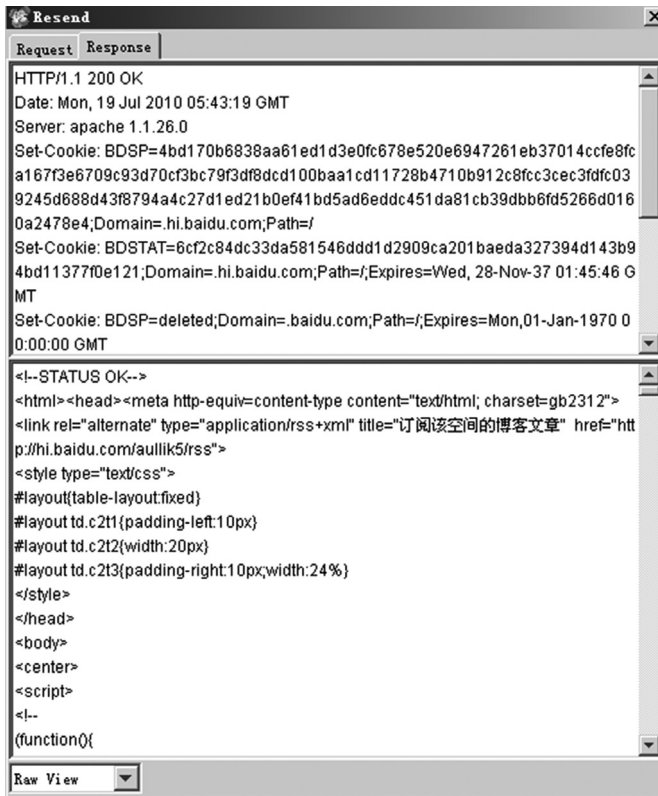 Resend
Request Response
HTTP/1.1 200 OK
Date: Mon, 19 Jul 2010 05:43:19 GMT
Server: apache 1.1.26.0
Set-Cookie: BDSP=4bd170b6838aa61ed1d3e0fc678e520e6947261eb37014ccfe8fc
a167f3e6709c93d70cf3bc79f3df8dcd100baa1cd11728b4710b912c8fcc3cec3fdfc03
9245d688d43f8794a4c27d1ed21b0ef41bd5ad6eddc451da81cb39dbb6fd5266d016
0a2478e4;Domain=.hi.baidu.com;Path=/
Set-Cookie: BDSTAT=6cf2c84dc33da581546ddd1d2909ca201baeda327394d143b9
4bd11377f0e121;Domain=.hi.baidu.com;Path=/;Expires=Wed, 28-Nov-37 01:45:46 G
MT
Set-Cookie: BDSP=deleted;Domain=.baidu.com;Path=/;Expires=Mon,01-Jan-1970 0
0:00:00 GMT
<!--STATUS OK-->
<html><head><meta http-equiv=content-type content="text/html; charset=gb2312">
<link rel="alternate" type="application/rss+xml" title="订阅该空间的博客文章" href="htt
p://hi.baidu.com/aullik5/rss">
<style type="text/css">
#layout{table-layout:fixed}
#layout td.c2t1{padding-left:10px}
#layout td.c2t2{width:20px}
#layout td.c2t3{padding-right:10px;width:24%}
</style>
</head>
<body>
<center>
<script>
<!--
(function(){
Raw View